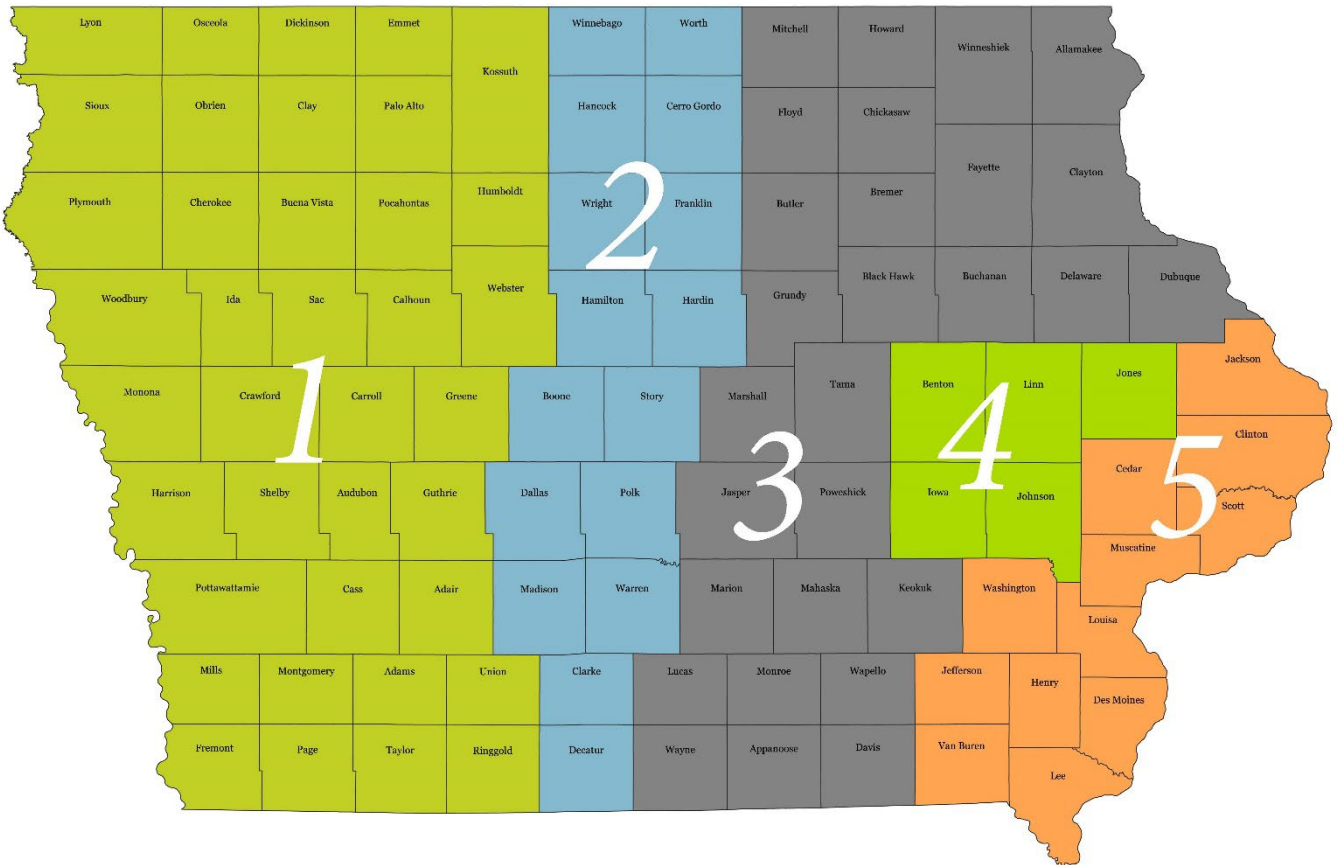 Lyon
Osceola
Dickinson
Emmet
Kossuth
Winnebago
Worth
Mitchell
Howard
Winneshiek
Allamakee
Sioux
Obrien
Clay
Palo Alto
Hancock
Cerro Gordo
Floyd
Chickasaw
Fayette
Clayton
Plymouth
Cherokee
Buena Vista
Pocahontas
Humboldt
Wright
2
Franklin
Butler
Bremer
Woodbury
Ida
Sac
Calhoun
Webster
Hamilton
Hardin
Grundy
Black Hawk
Buchanan
Delaware
Dubuque
Monona
Crawford
1
Carroll
Greene
Boone
Story
Marshall
Tama
Benton
4
Linn
Jones
Jackson
Harrison
Shelby
Audubon
Guthrie
Dallas
Polk
Jasper
3
Poweshiek
Iowa
Johnson
Cedar
5
Clinton
Scott
Muscatine
Pottawattamie
Cass
Adair
Madison
Warren
Marion
Mahaska
Keokuk
Washington
Louisa
Mills
Montgomery
Adams
Union
Clarke
Lucas
Monroe
Wapello
Jefferson
Henry
Des Moines
Fremont
Page
Taylor
Ringgold
Decatur
Wayne
Appanoose
Davis
Van Buren
Lee